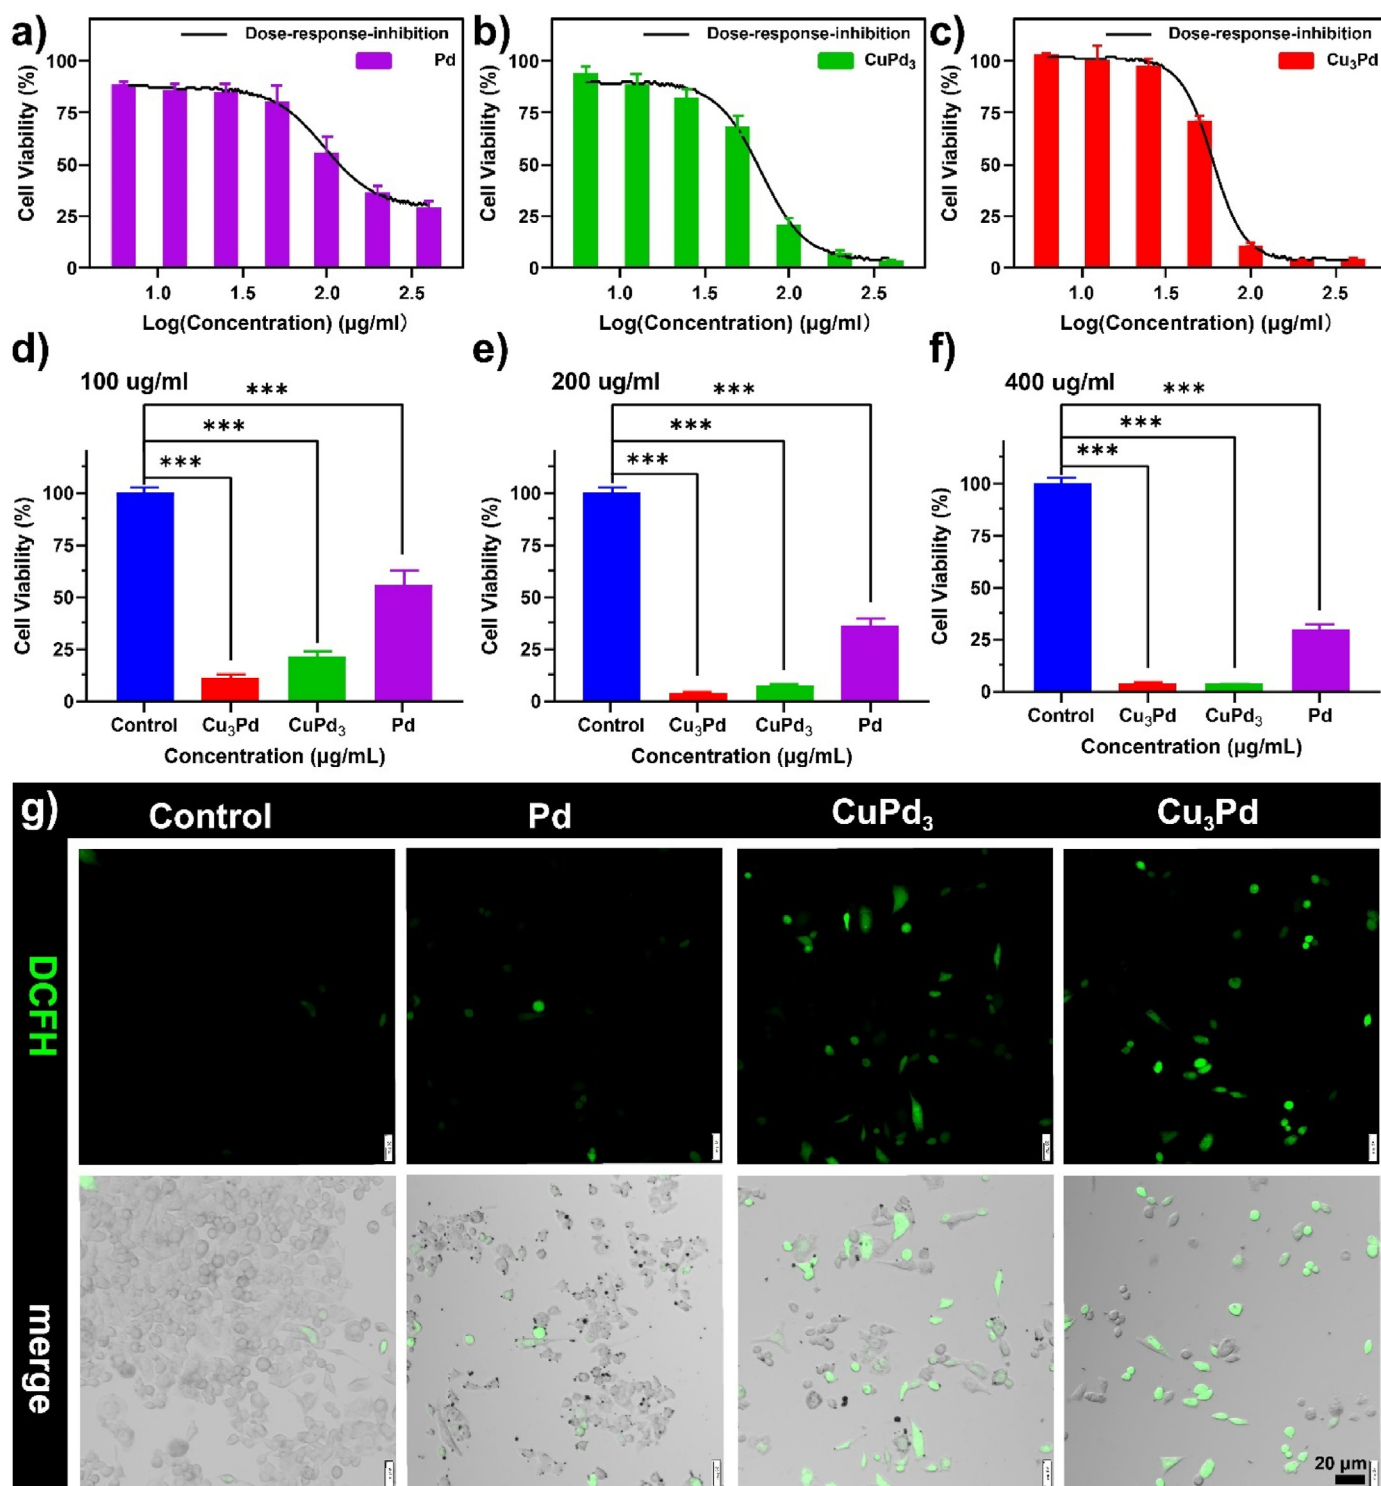 a)
Dose-response-inhibition
Pd
Cell Viability (%)
100
75
50
25
0
1.0 1.5 2.0 2.5
Log(Concentration) (μg/ml)
b)
Dose-response-inhibition
CuPd₃
Cell Viability (%)
100
75
50
25
0
1.0 1.5 2.0 2.5
Log(Concentration) (μg/ml)
c)
Dose-response-inhibition
Cu₃Pd
Cell Viability (%)
100
75
50
25
0
1.0 1.5 2.0 2.5
Log(Concentration) (μg/ml)
d)
100 ug/ml
***
***
***
Cell Viability (%)
100
75
50
25
0
Control Cu₃Pd CuPd₃ Pd
Concentration (μg/mL)
e)
200 ug/ml
***
***
***
Cell Viability (%)
100
75
50
25
0
Control Cu₃Pd CuPd₃ Pd
Concentration (μg/mL)
f)
400 ug/ml
***
***
***
Cell Viability (%)
100
75
50
25
0
Control Cu₃Pd CuPd₃ Pd
Concentration (μg/mL)
g)
Control Pd CuPd₃ Cu₃Pd
DCFH
merge
20 μm